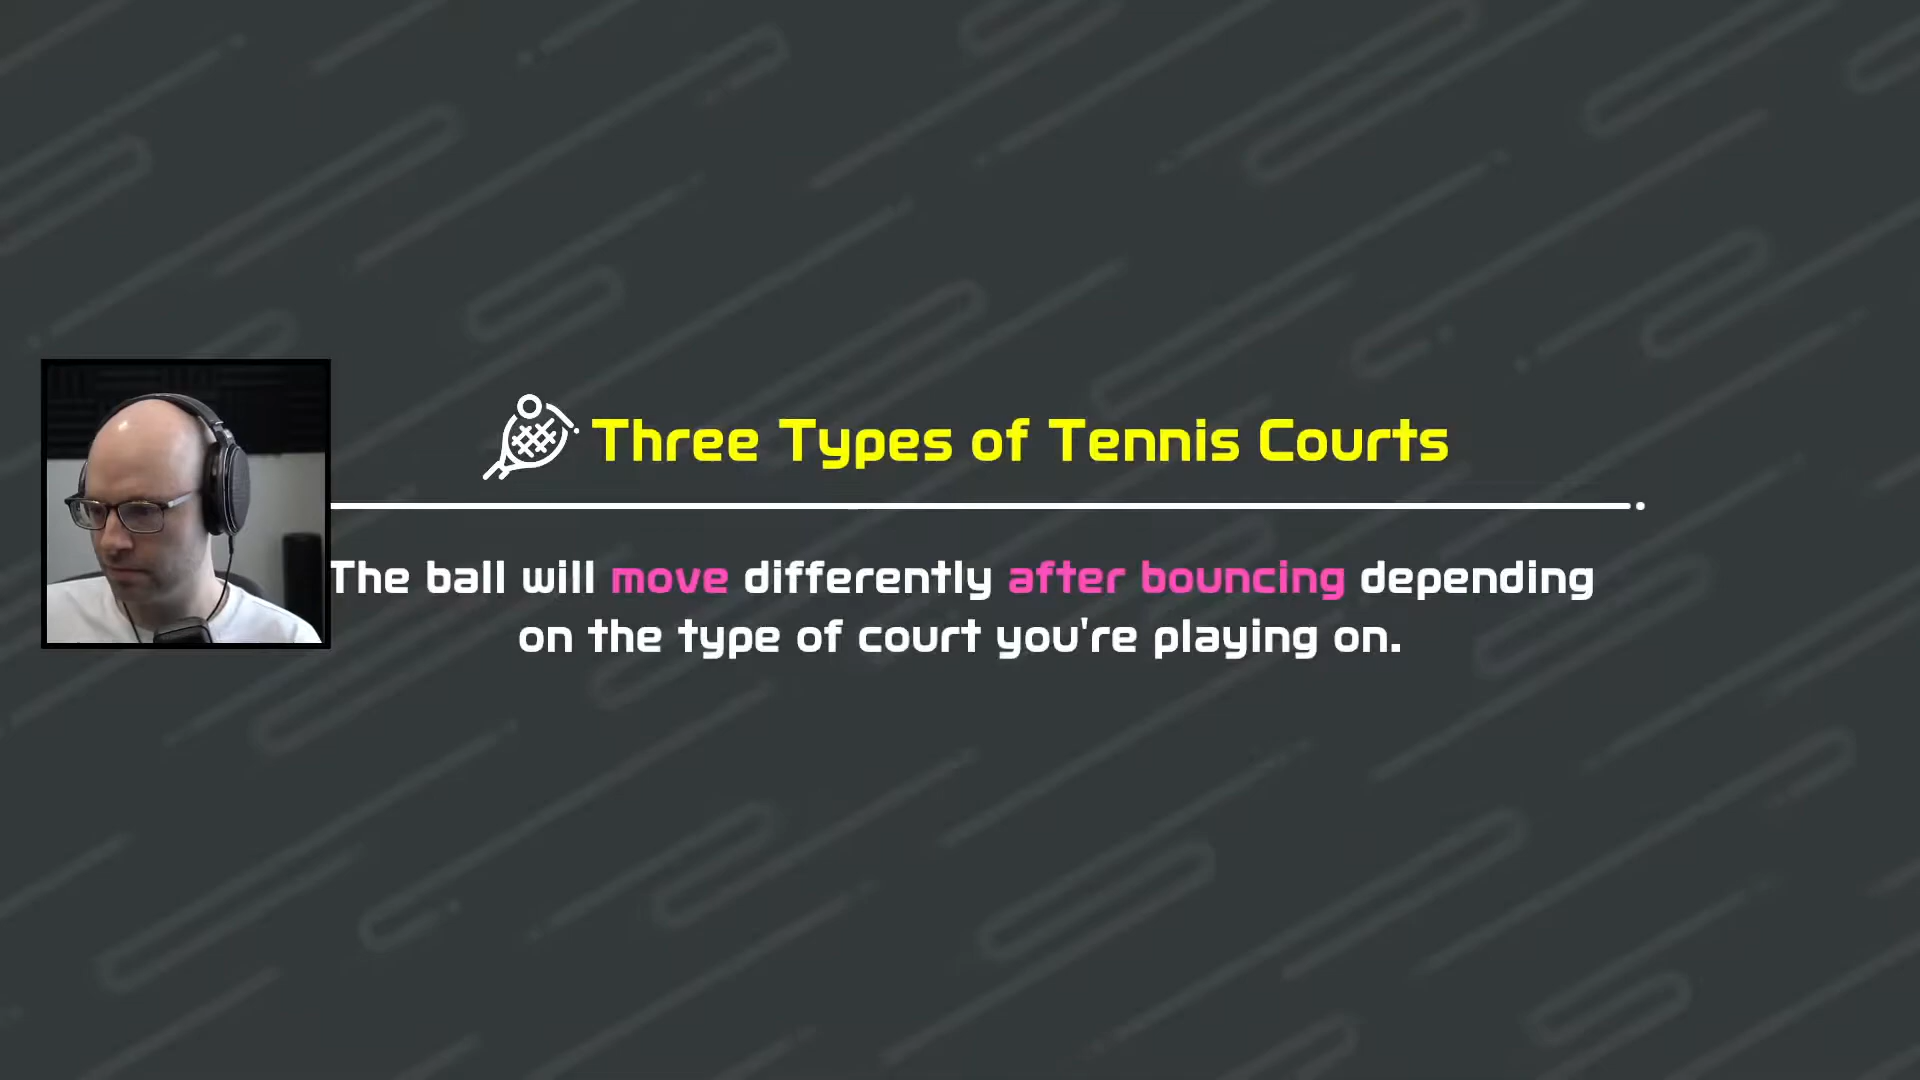 Three Types of Tennis Courts
The ball will move differently after bouncing depending
on the type of court you're playing on.